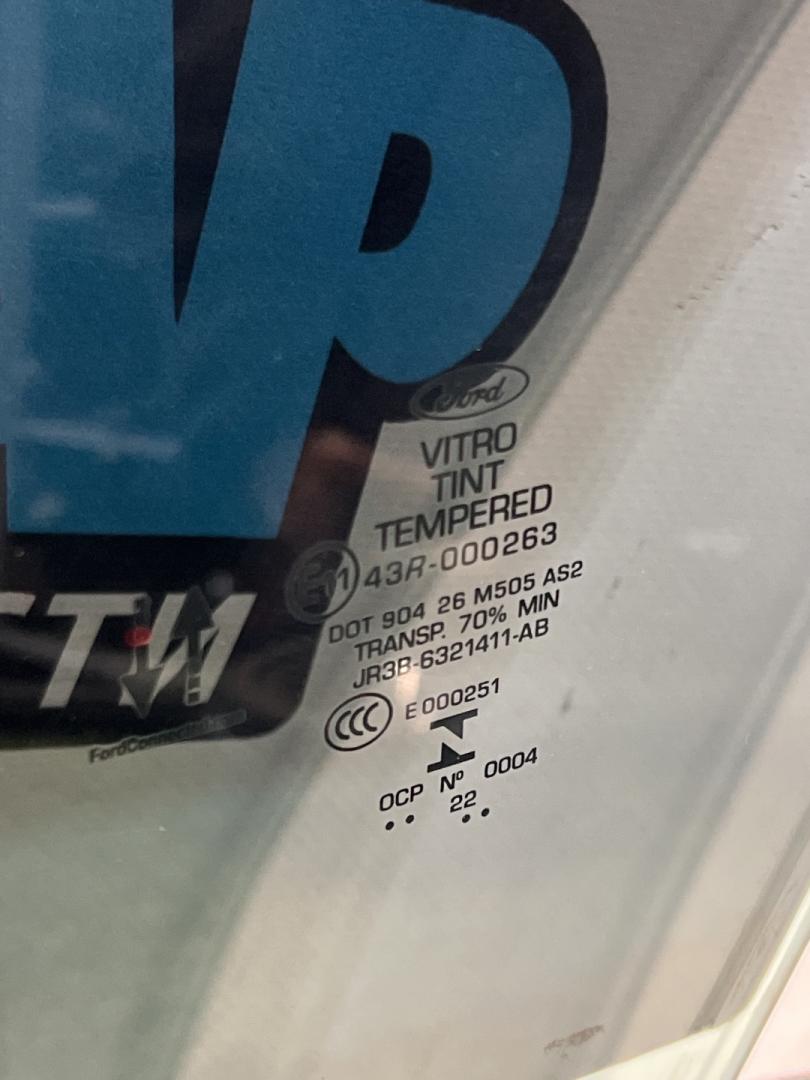 VP
Ford
VITRO
TINT
TEMPERED
E1 43R-000263
DOT 904 26 M505 AS2
TRANSP. 70% MIN
JR3B-6321411-AB
CCC E000251
OCP Nº 0004
22